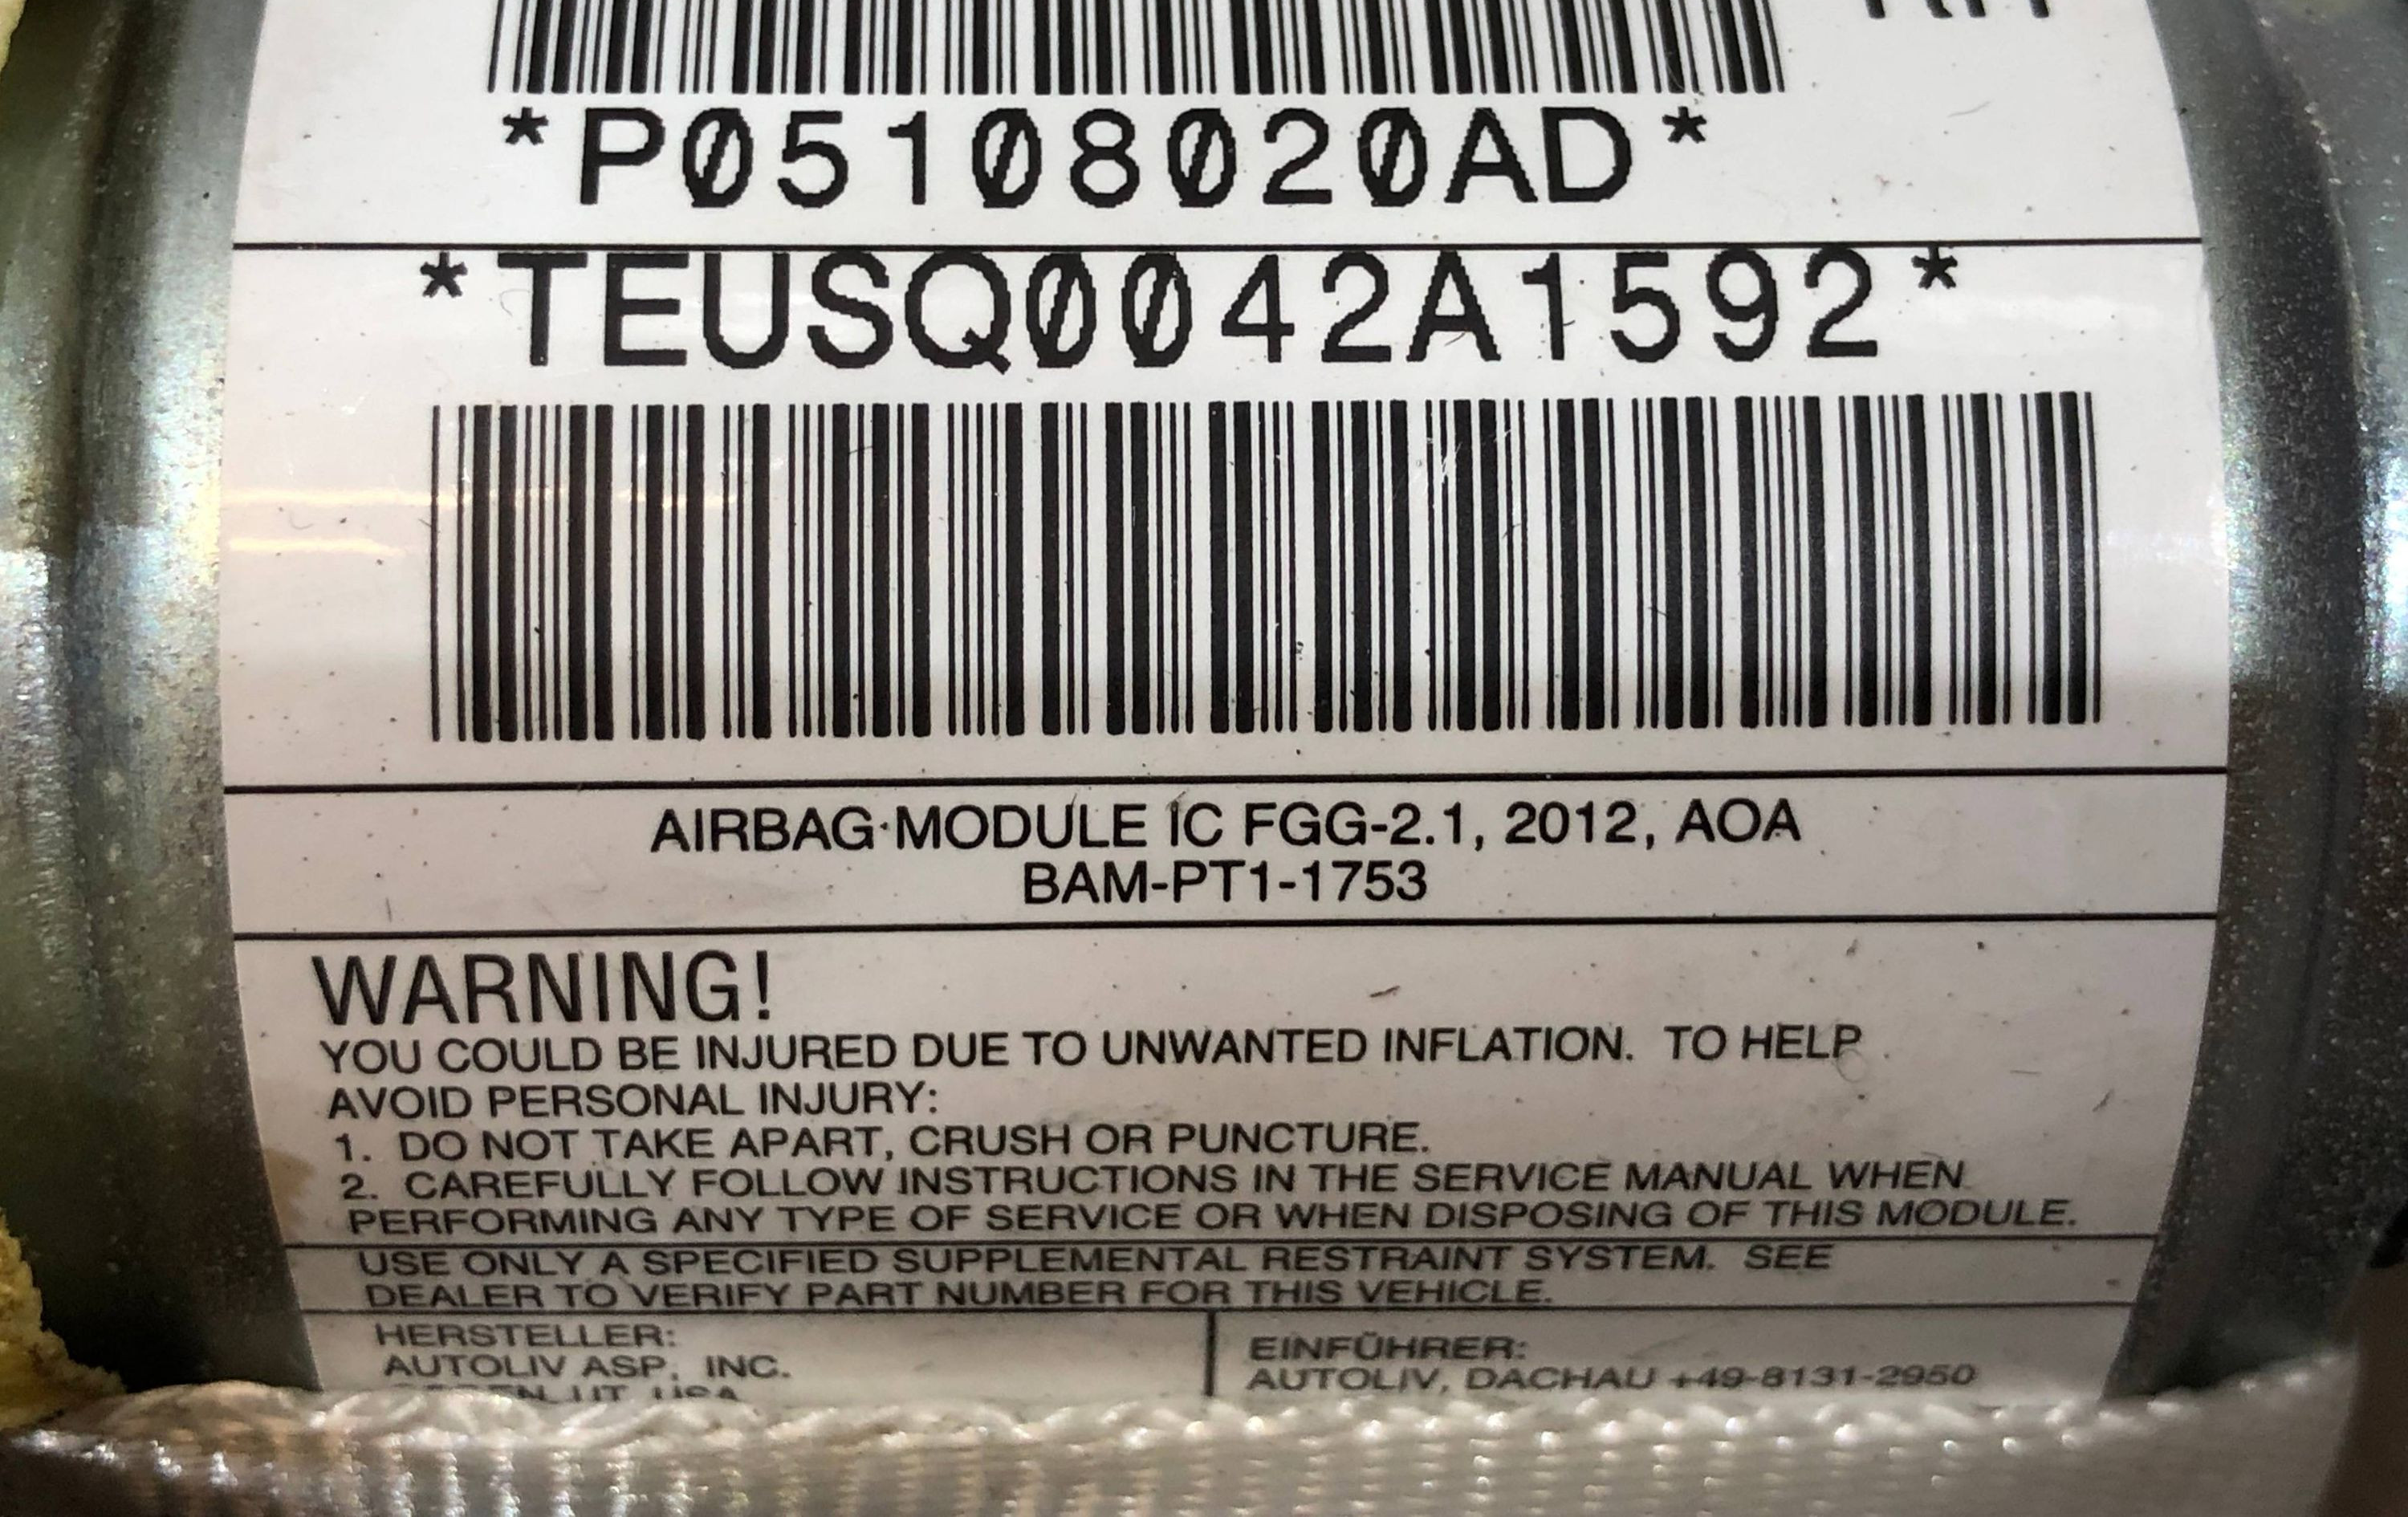 *P05108020AD*
*TEUSQ0042A1592*
AIRBAG MODULE IC FGG-2.1, 2012, AOA
BAM-PT1-1753
WARNING!
YOU COULD BE INJURED DUE TO UNWANTED INFLATION. TO HELP
AVOID PERSONAL INJURY:
1. DO NOT TAKE APART, CRUSH OR PUNCTURE.
2. CAREFULLY FOLLOW INSTRUCTIONS IN THE SERVICE MANUAL WHEN
PERFORMING ANY TYPE OF SERVICE OR WHEN DISPOSING OF THIS MODULE.
USE ONLY A SPECIFIED SUPPLEMENTAL RESTRAINT SYSTEM. SEE
DEALER TO VERIFY PART NUMBER FOR THIS VEHICLE.
HERSTELLER:
AUTOLIV ASP, INC.
UT, USA
EINFÜHRER:
AUTOLIV, DACHAU +49-8131-2950